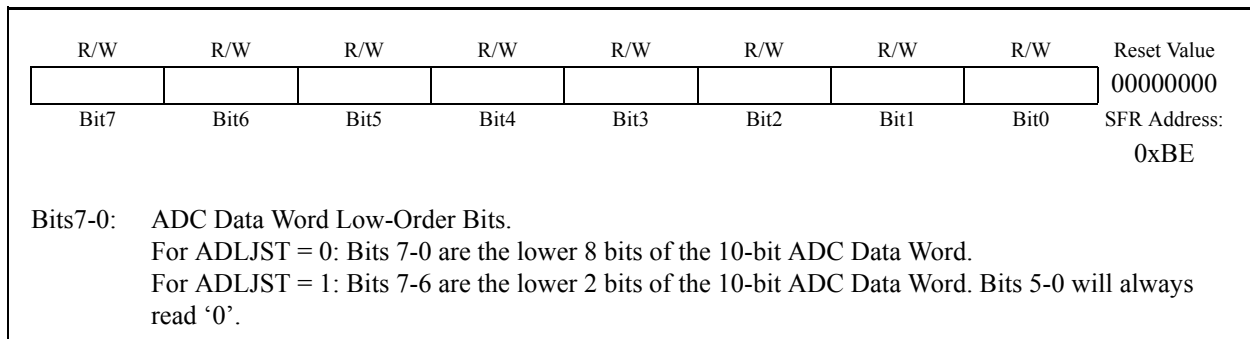 R/W R/W R/W R/W R/W R/W R/W R/W Reset Value
00000000
Bit7 Bit6 Bit5 Bit4 Bit3 Bit2 Bit1 Bit0 SFR Address:
0xBE
Bits7-0: ADC Data Word Low-Order Bits.
For ADLJST = 0: Bits 7-0 are the lower 8 bits of the 10-bit ADC Data Word.
For ADLJST = 1: Bits 7-6 are the lower 2 bits of the 10-bit ADC Data Word. Bits 5-0 will always
read ‘0’.